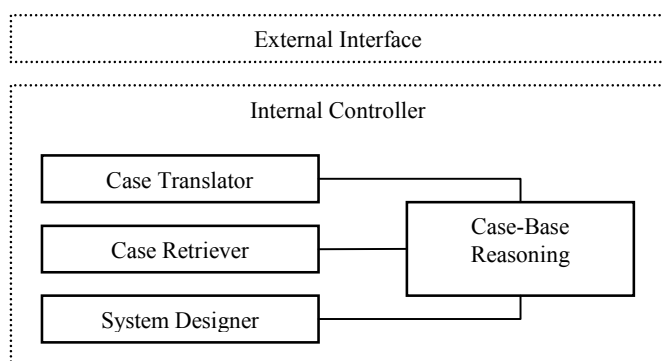 External Interface
Internal Controller
Case Translator
Case Retriever
System Designer
Case-Base
Reasoning